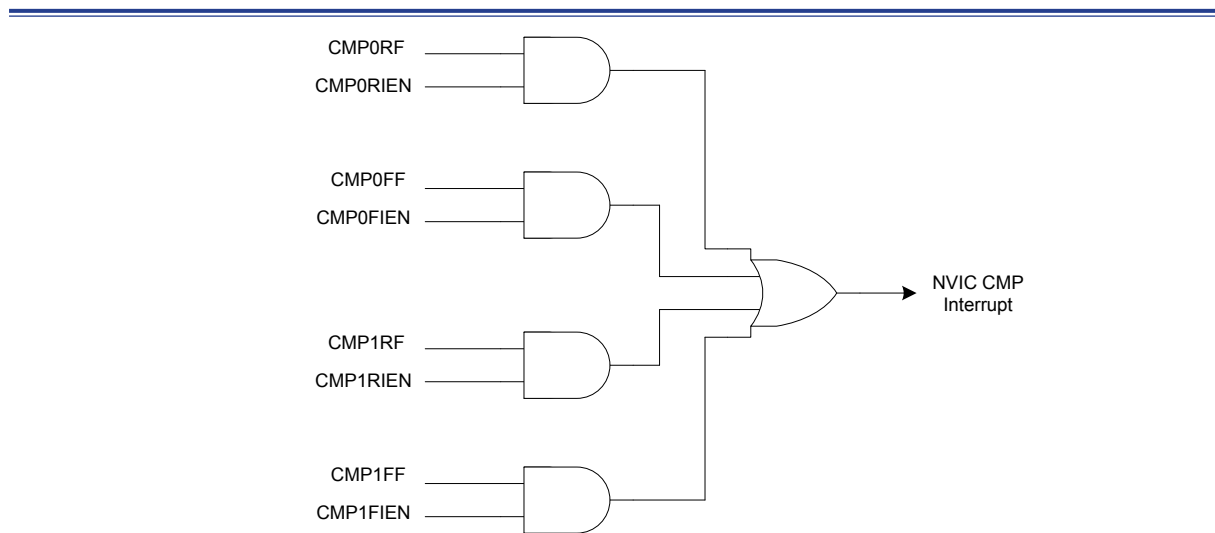 CMP0RF
CMP0RIEN
CMP0FF
CMP0FIEN
NVIC CMP
Interrupt
CMP1RF
CMP1RIEN
CMP1FF
CMP1FIEN